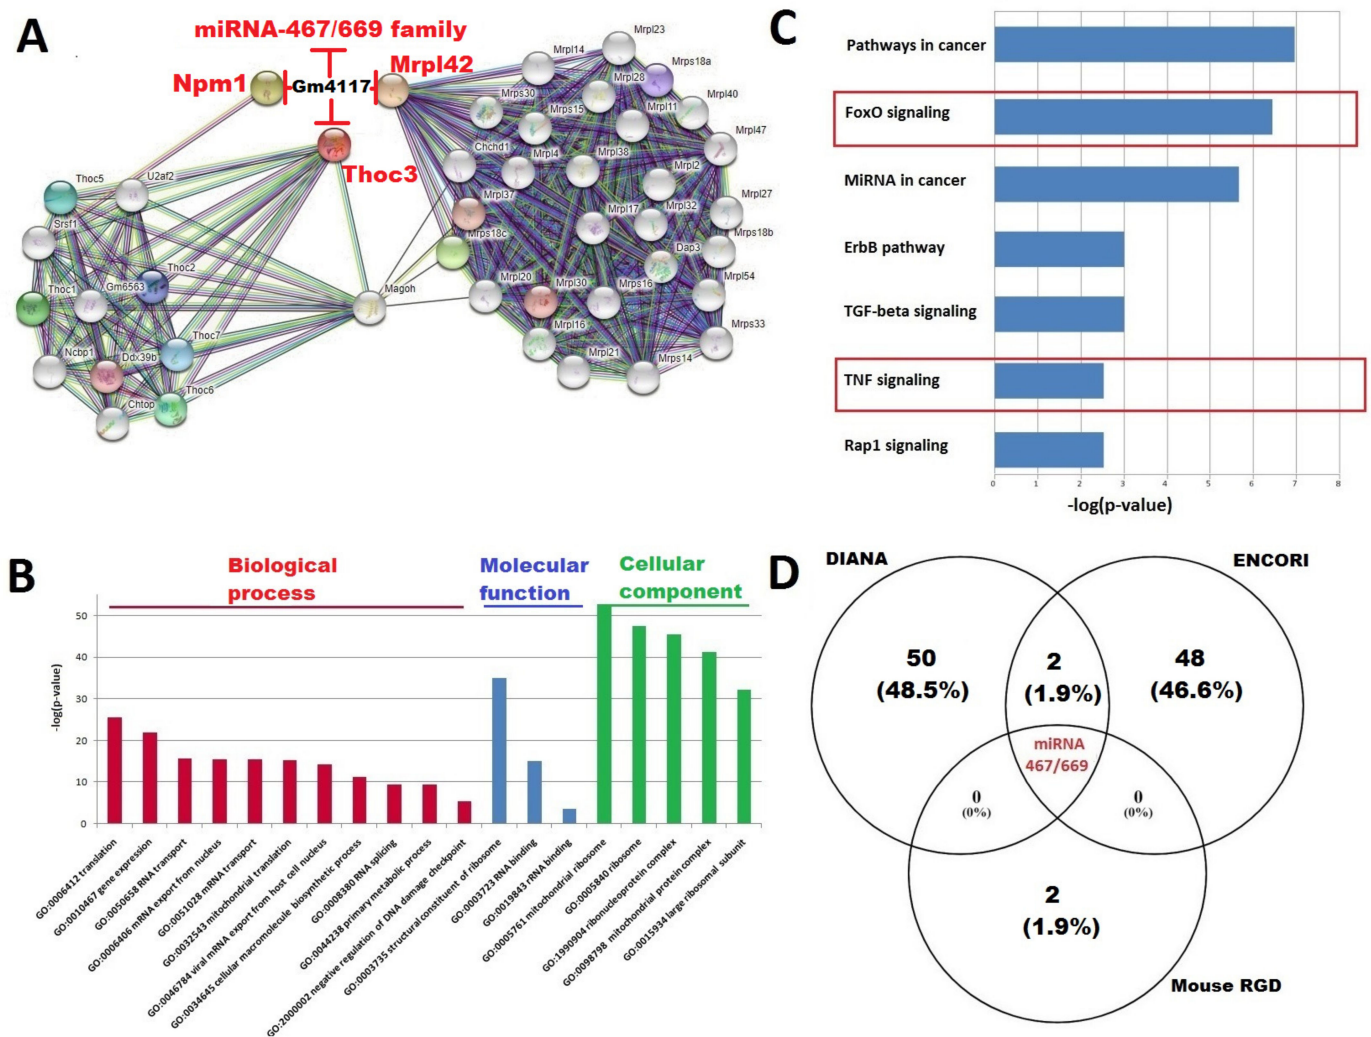 A
miRNA-467/669 family
Npm1
Gm4117
Mrpl42
Thoc3
Mrpl23
Mrpl14
Mrps18a
Mrpl28
Mrps30
Mrpl40
Mrps15
Mrpl11
Mrpl47
Chchd1
Mrpl4
Mrpl38
Mrpl2
Thoc5
U2af2
Mrpl37
Mrpl17
Mrpl32
Mrpl27
Srsf1
Mrps18c
Mrps18b
Dap3
Thoc2
Mrpl20
Mrpl30
Mrps16
Mrpl54
Thoc1
Gm6563
Magoh
Mrpl16
Mrps33
Thoc7
Ncbp1
Ddx39b
Mrpl21
Mrps14
Thoc6
Chtop
C
Pathways in cancer
FoxO signaling
MiRNA in cancer
ErbB pathway
TGF-beta signaling
TNF signaling
Rap1 signaling
0 1 2 3 4 5 6 7 8
-log(p-value)
B
Biological
process
Molecular
function
Cellular
component
-log(p-value)
50
40
30
20
10
0
GO:0006412 translation
GO:0010467 gene expression
GO:0050658 RNA transport
GO:0006406 mRNA export from nucleus
GO:0051028 mRNA transport
GO:0032543 mitochondrial translation
GO:0046784 viral mRNA export from host cell nucleus
GO:0034645 cellular macromolecule biosynthetic process
GO:0008380 RNA splicing
GO:0044238 primary metabolic process
GO:2000002 negative regulation of DNA damage checkpoint
GO:0003735 structural constituent of ribosome
GO:0003723 RNA binding
GO:0019843 rRNA binding
GO:0005761 mitochondrial ribosome
GO:0005840 ribosome
GO:1990904 ribonucleoprotein complex
GO:0098798 mitochondrial protein complex
GO:0015934 large ribosomal subunit
D
DIANA
ENCORI
50
(48.5%)
2
(1.9%)
48
(46.6%)
miRNA
467/669
0
(0%)
0
(0%)
2
(1.9%)
Mouse RGD